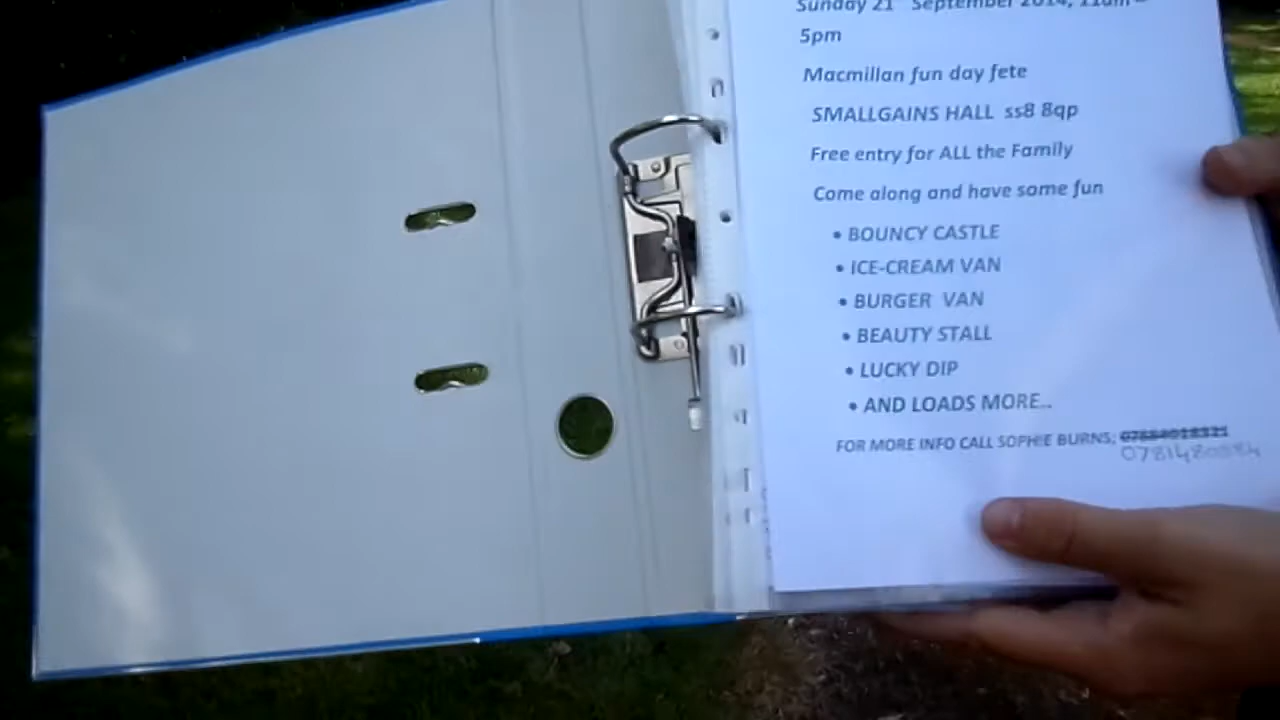 Sunday 21 September 2014, 11am –
5pm
Macmillan fun day fete
SMALLGAINS HALL ss8 8qp
Free entry for ALL the Family
Come along and have some fun
• BOUNCY CASTLE
• ICE-CREAM VAN
• BURGER VAN
• BEAUTY STALL
• LUCKY DIP
• AND LOADS MORE..
FOR MORE INFO CALL SOPHIE BURNS;